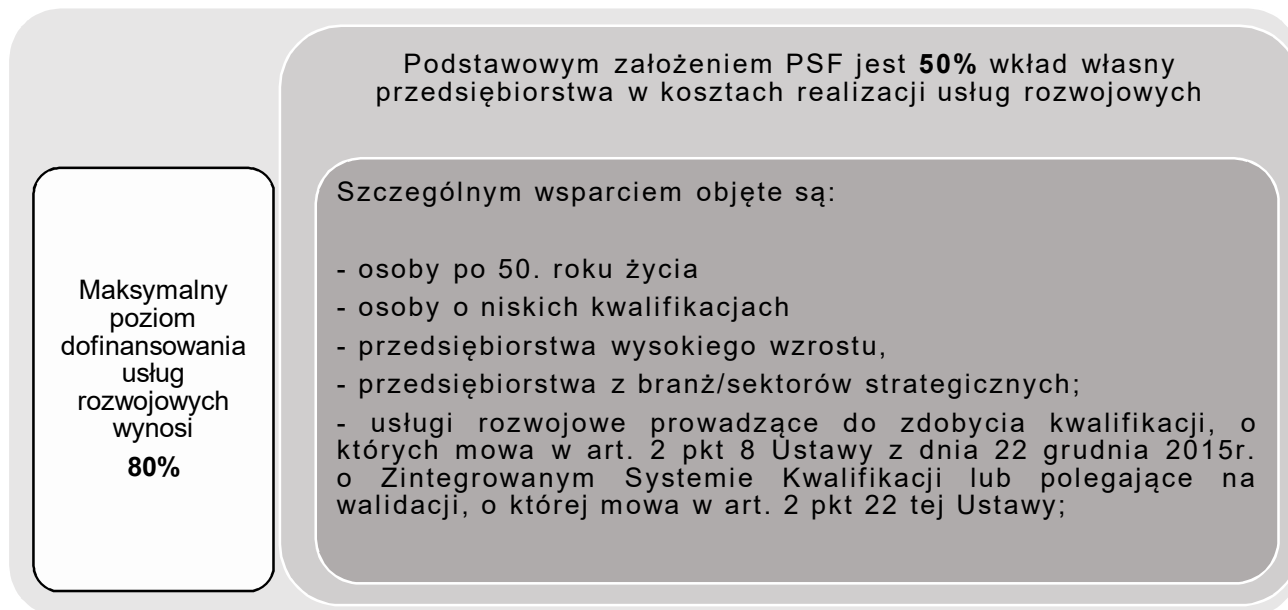 Podstawowym założeniem PSF jest 50% wkład własny
przedsiębiorstwa w kosztach realizacji usług rozwojowych
Maksymalny
poziom
dofinansowania
usług
rozwojowych
wynosi
80%
Szczególnym wsparciem objęte są:
- osoby po 50. roku życia
- osoby o niskich kwalifikacjach
- przedsiębiorstwa wysokiego wzrostu,
- przedsiębiorstwa z branż/sektorów strategicznych;
- usługi rozwojowe prowadzące do zdobycia kwalifikacji, o
których mowa w art. 2 pkt 8 Ustawy z dnia 22 grudnia 2015r.
o Zintegrowanym Systemie Kwalifikacji lub polegające na
walidacji, o której mowa w art. 2 pkt 22 tej Ustawy;